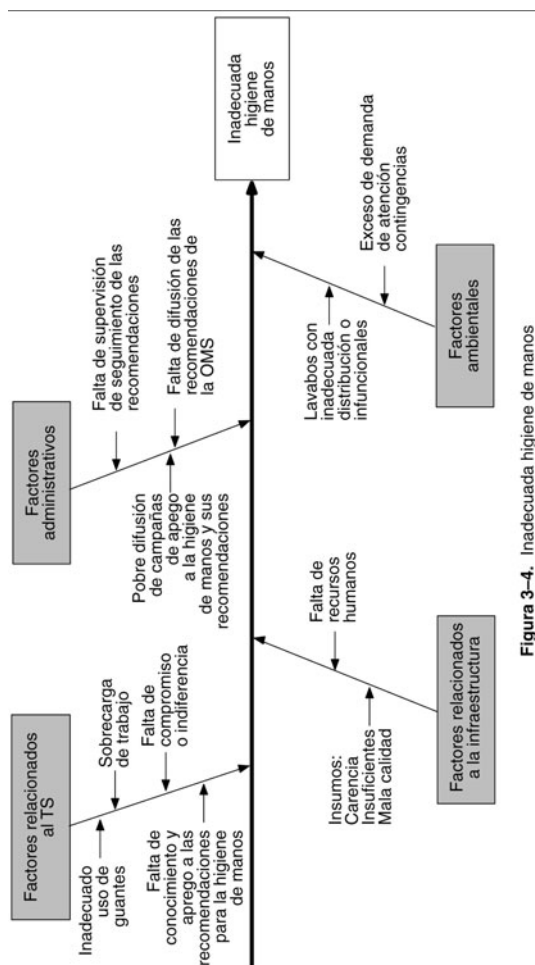 Factores relacionados
al TS
Inadecuado
uso de
guantes
Sobrecarga
de trabajo
Falta de
compromiso
o indiferencia
Falta de
conocimiento y
aprego a las
recomendaciones
para la higiene
de manos
Factores
administrativos
Falta de supervisión
de seguimiento de las
recomendaciones
Falta de difusión de las
recomendaciones de
la OMS
Pobre difusión
de campañas
de apego
a la higiene
de manos y sus
recomendaciones
Inadecuada
higiene
de manos
Factores relacionados
a la infraestructura
Insumos:
Carencia
Insuficientes
Mala calidad
Falta de
recursos
humanos
Factores
ambientales
Lavabos con
inadecuada
distribución o
infuncionales
Exceso de demanda
de atención
contingencias
Figura 3–4. Inadecuada higiene de manos